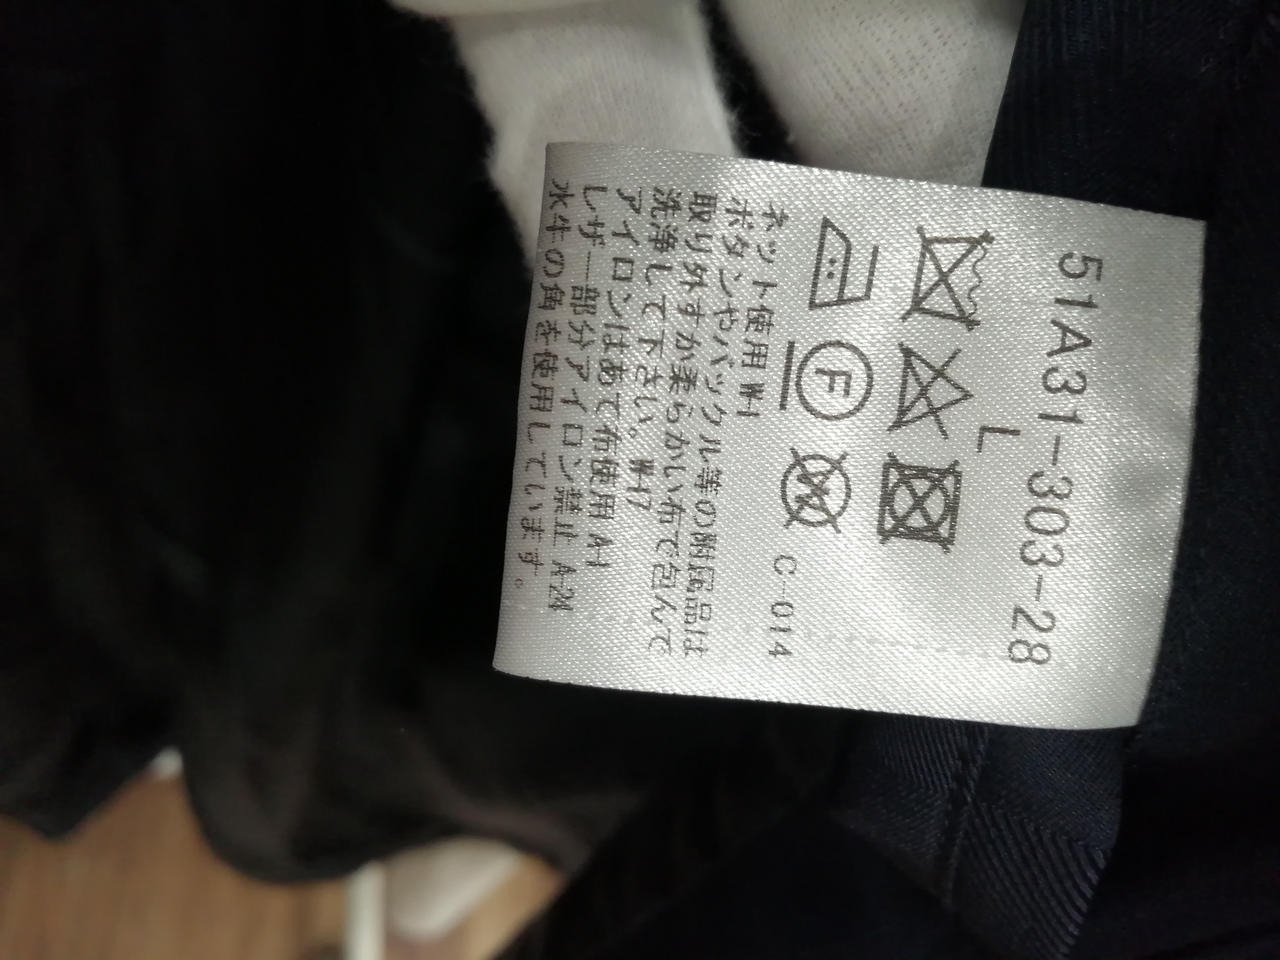 51A31-303-28
L
F
C-014
ネット使用 W-1
ボタンやバックル等の附属品は
取り外すか柔らかい布で包んで
洗浄して下さい。W-17
アイロンはあて布使用 A-1
レザー部分アイロン禁止 A-24
水牛の角を使用しています。